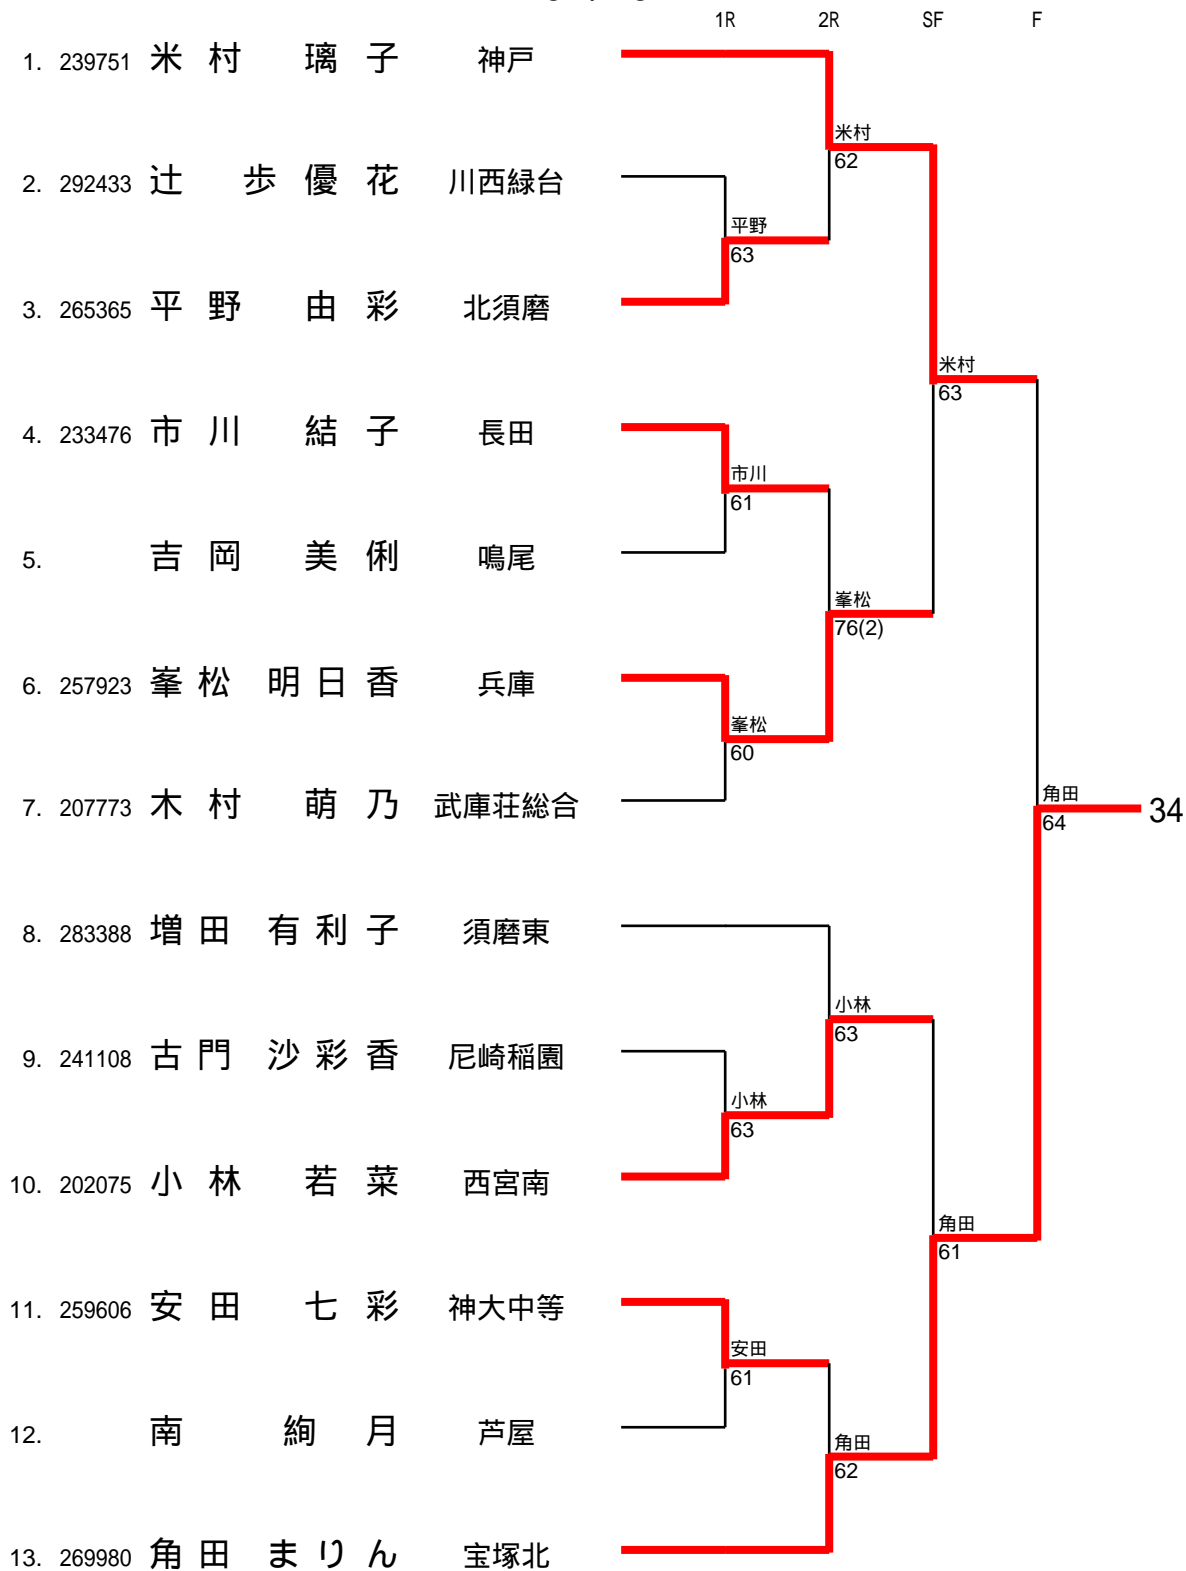 1R 2R SF F
1. 239751 米村 璃子 神戸
米村
62
2. 292433 辻 歩優花 川西緑台
平野
63
3. 265365 平野 由彩 北須磨
米村
63
4. 233476 市川 結子 長田
市川
61
5. 吉岡 美俐 鳴尾
峯松
76(2)
6. 257923 峯松 明日香 兵庫
峯松
60
7. 207773 木村 萌乃 武庫荘総合
角田
64
34
8. 283388 増田 有利子 須磨東
小林
63
9. 241108 古門 沙彩香 尼崎稲園
小林
63
10. 202075 小林 若菜 西宮南
角田
61
11. 259606 安田 七彩 神大中等
安田
61
12. 南 絢月 芦屋
角田
62
13. 269980 角田 まりん 宝塚北